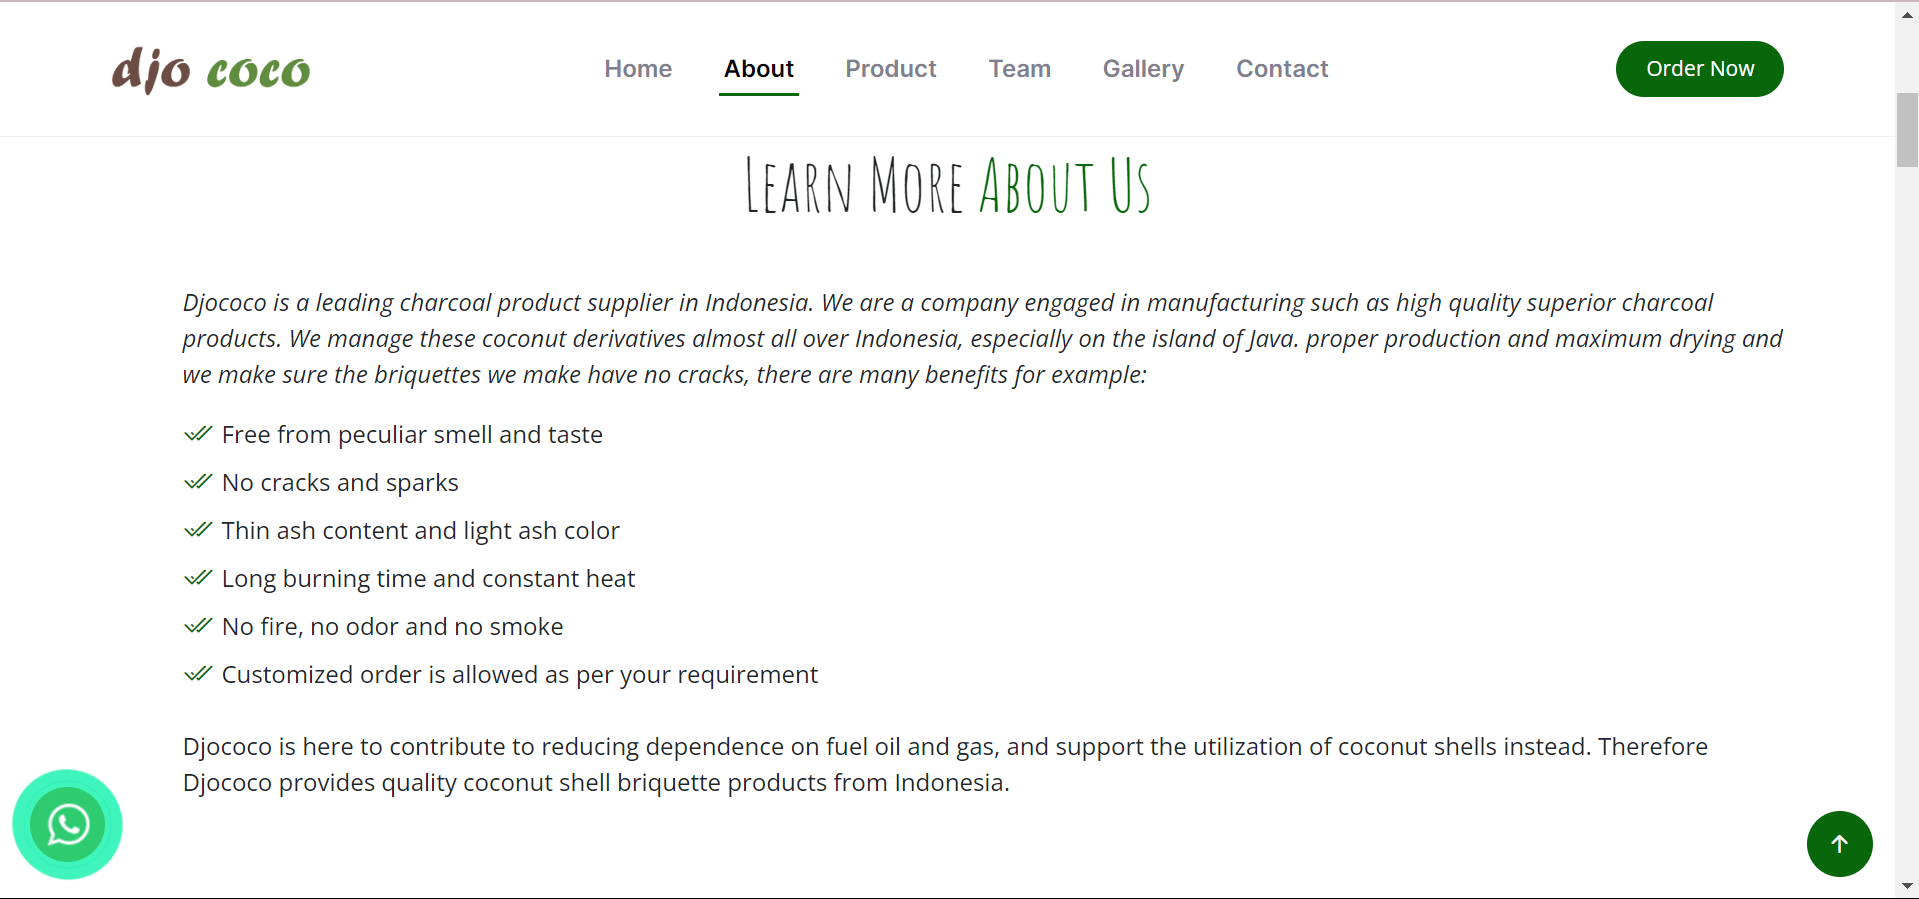 djo coco
Home About Product Team Gallery Contact
Order Now
Learn More About Us
Djococo is a leading charcoal product supplier in Indonesia. We are a company engaged in manufacturing such as high quality superior charcoal
products. We manage these coconut derivatives almost all over Indonesia, especially on the island of Java. proper production and maximum drying and
we make sure the briquettes we make have no cracks, there are many benefits for example:
Free from peculiar smell and taste
No cracks and sparks
Thin ash content and light ash color
Long burning time and constant heat
No fire, no odor and no smoke
Customized order is allowed as per your requirement
Djococo is here to contribute to reducing dependence on fuel oil and gas, and support the utilization of coconut shells instead. Therefore
Djococo provides quality coconut shell briquette products from Indonesia.